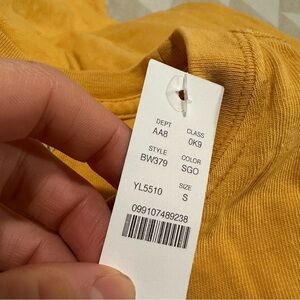 DEPT CLASS
AA8 0K9
STYLE COLOR
BW379 SGO
YL5510 SIZE
S
099107489238